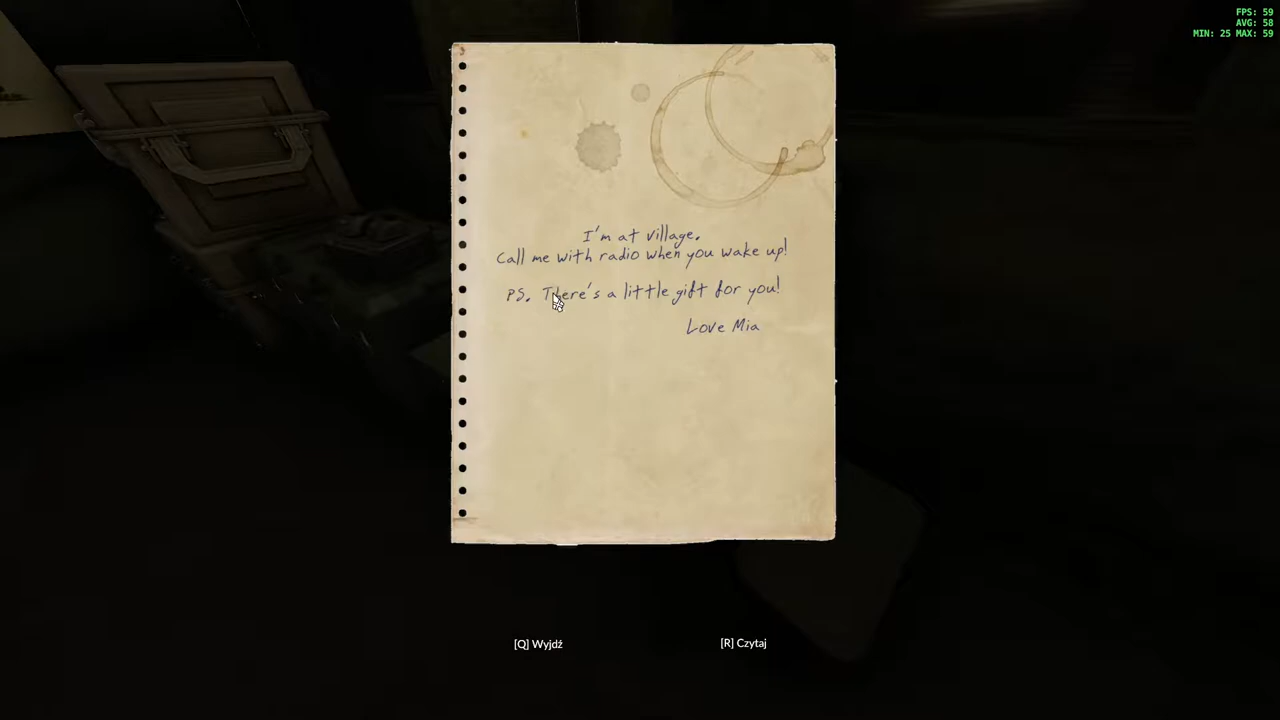 FPS: 59
AVG: 58
MIN: 25 MAX: 59
I'm at village.
Call me with radio when you wake up!
PS. There's a little gift for you!
Love Mia
[Q] Wyjdź
[R] Czytaj